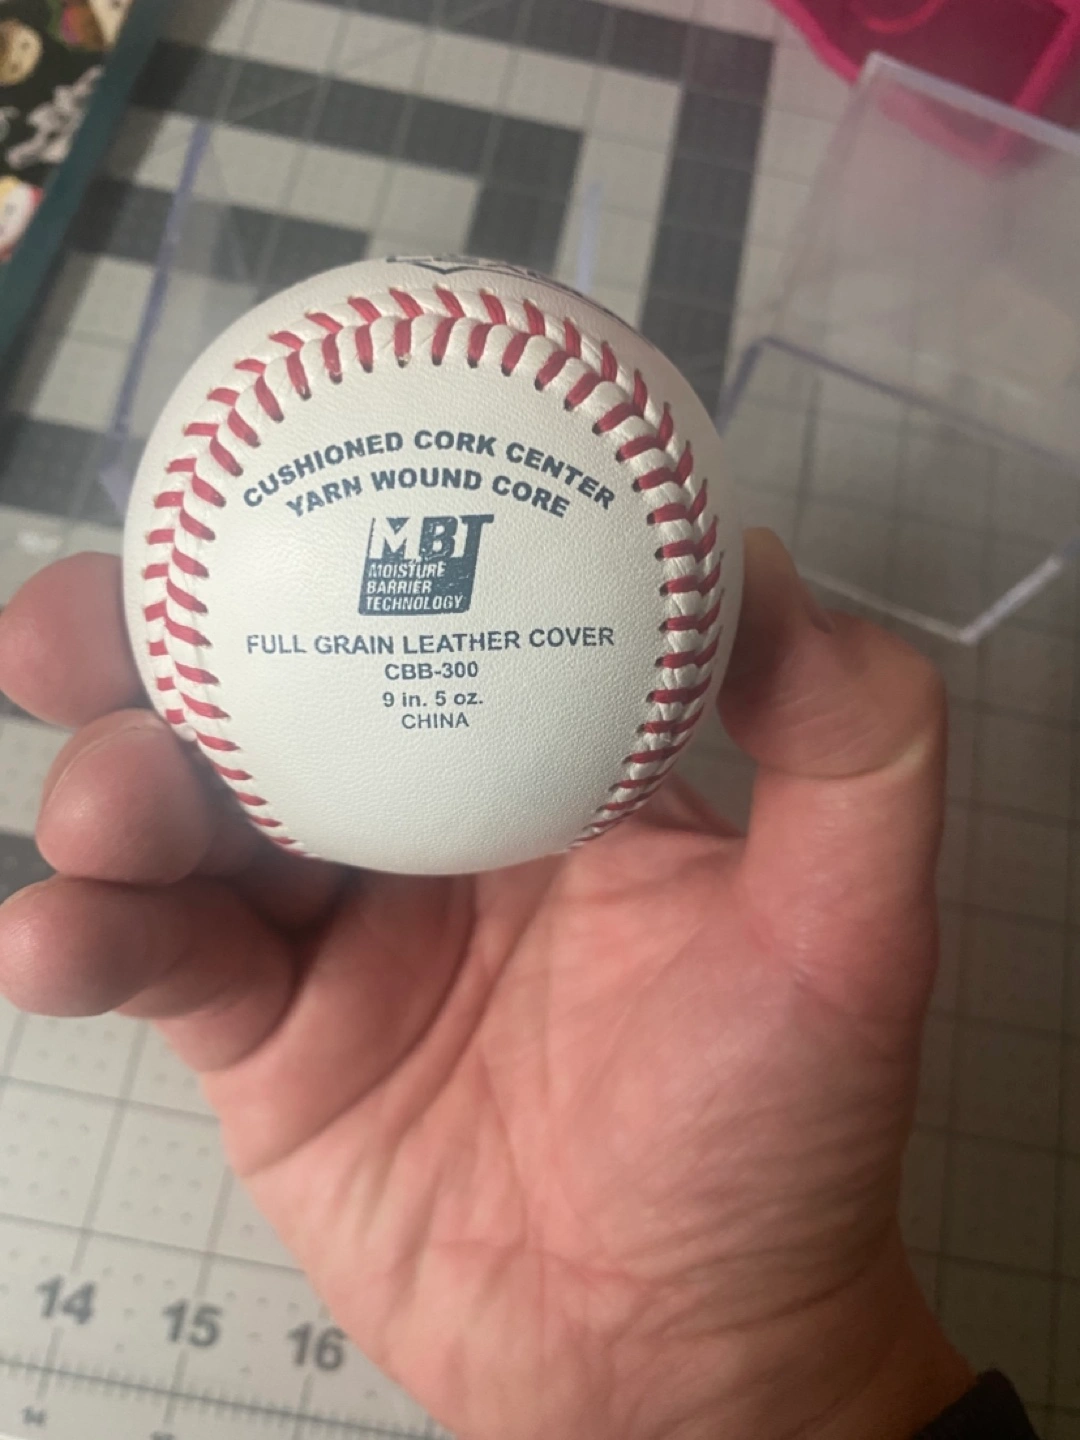 CUSHIONED CORK CENTER
YARN WOUND CORE
MBT
MOISTURE
BARRIER
TECHNOLOGY
FULL GRAIN LEATHER COVER
CBB-300
9 in. 5 oz.
CHINA
14 15 16
14